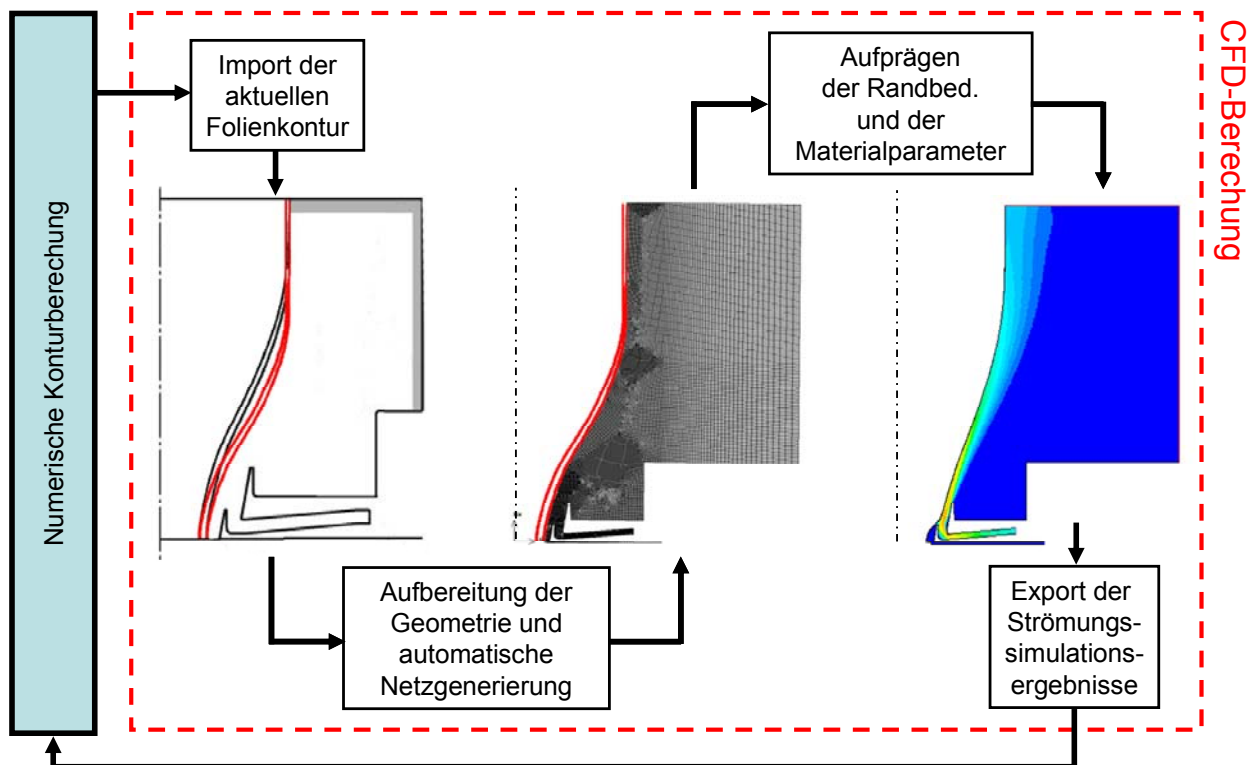 Numerische Konturberechung
Import der
aktuellen
Folienkontur
Aufbereitung der
Geometrie und
automatische
Netzgenerierung
Aufprägen
der Randbed.
und der
Materialparameter
Export der
Strömungs-
simulations-
ergebnisse
CFD-Berechung